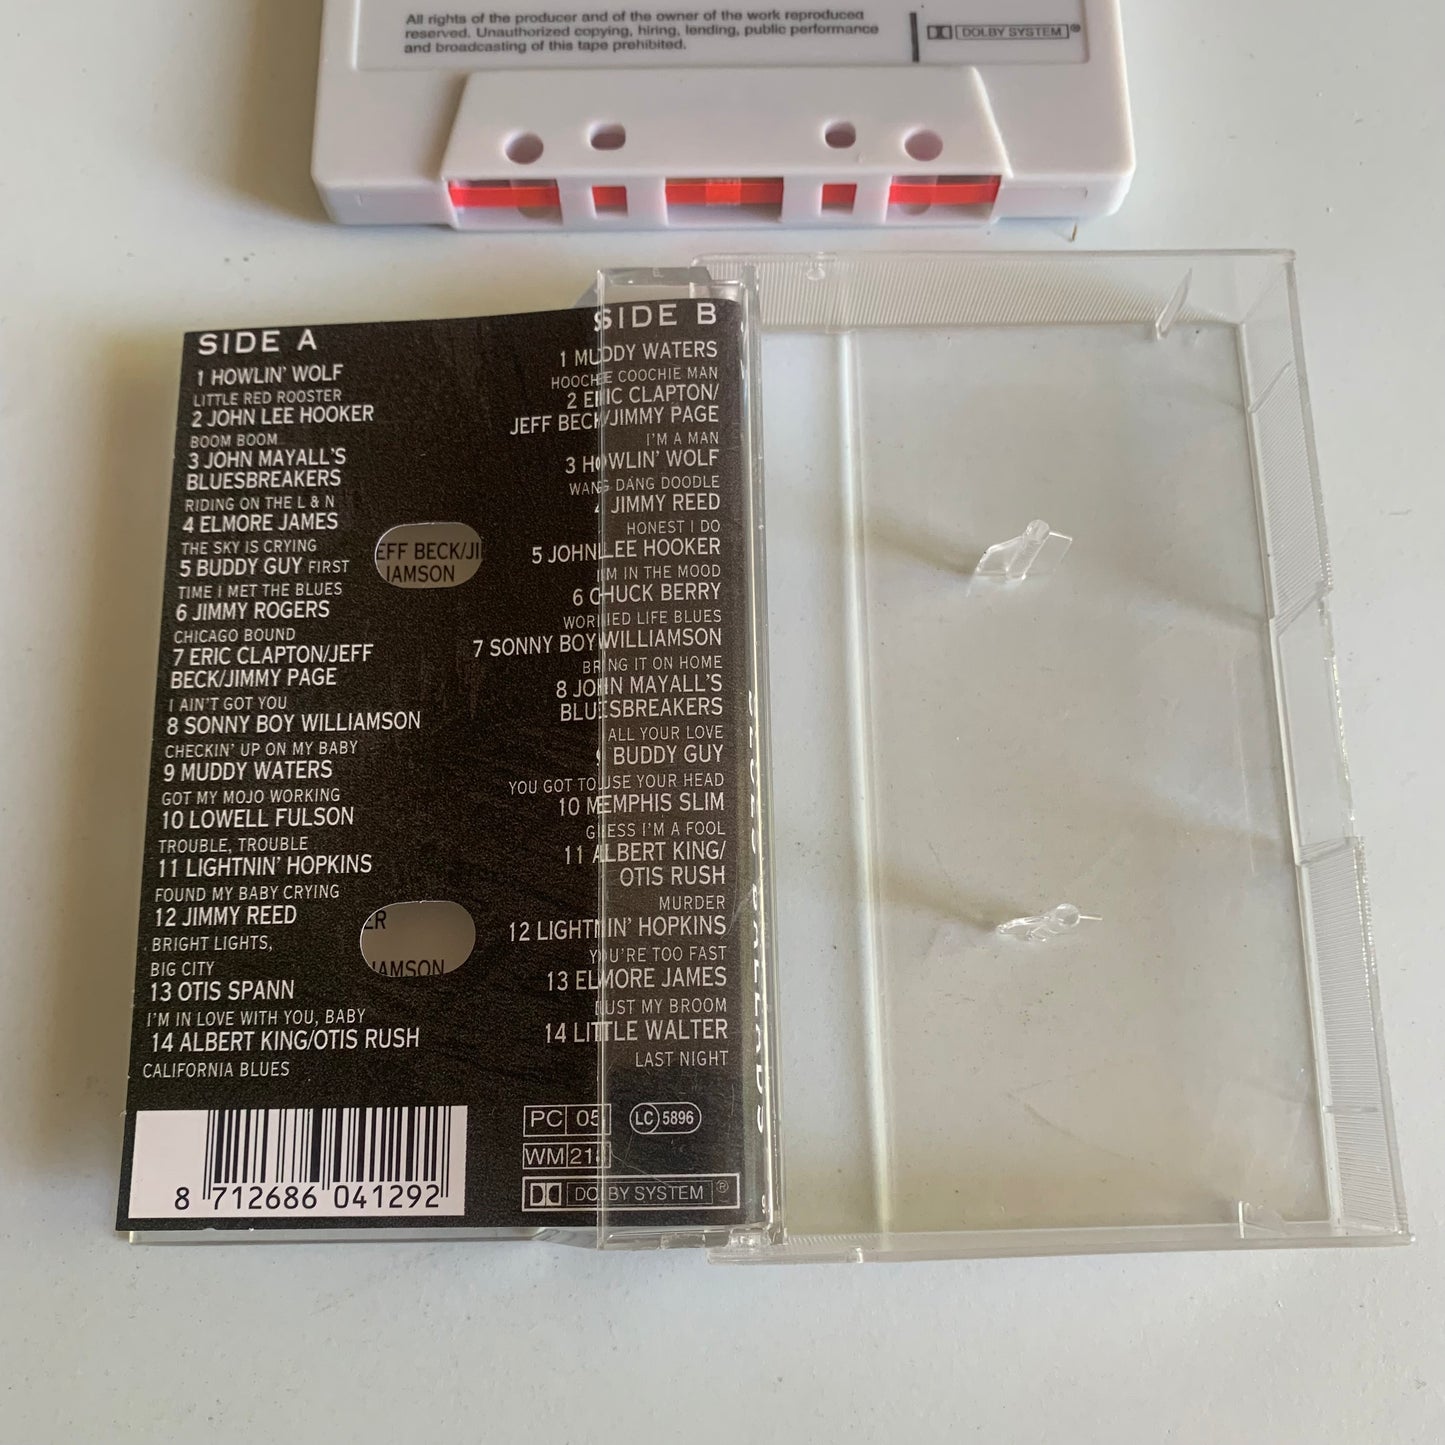 All rights of the producer and of the owner of the work reproduced
reserved. Unauthorized copying, hiring, lending, public performance
and broadcasting of this tape prohibited.
DOLBY SYSTEM ®
SIDE A
1 HOWLIN' WOLF
LITTLE RED ROOSTER
2 JOHN LEE HOOKER
BOOM BOOM
3 JOHN MAYALL'S
BLUESBREAKERS
RIDING ON THE L & N
4 ELMORE JAMES
THE SKY IS CRYING
5 BUDDY GUY FIRST
TIME I MET THE BLUES
6 JIMMY ROGERS
CHICAGO BOUND
7 ERIC CLAPTON/JEFF
BECK/JIMMY PAGE
I AIN'T GOT YOU
8 SONNY BOY WILLIAMSON
CHECKIN' UP ON MY BABY
9 MUDDY WATERS
GOT MY MOJO WORKING
10 LOWELL FULSON
TROUBLE, TROUBLE
11 LIGHTNIN' HOPKINS
FOUND MY BABY CRYING
12 JIMMY REED
BRIGHT LIGHTS,
BIG CITY
13 OTIS SPANN
I'M IN LOVE WITH YOU, BABY
14 ALBERT KING/OTIS RUSH
CALIFORNIA BLUES
EFF BECK/JI
IAMSON
ER
IAMSON
SIDE B
1 MUDDY WATERS
HOOCHIE COOCHIE MAN
2 ERIC CLAPTON/
JEFF BECK/JIMMY PAGE
I'M A MAN
3 HOWLIN' WOLF
WANG DANG DOODLE
4 JIMMY REED
HONEST I DO
5 JOHN LEE HOOKER
I'M IN THE MOOD
6 CHUCK BERRY
WORRIED LIFE BLUES
7 SONNY BOY WILLIAMSON
BRING IT ON HOME
8 JOHN MAYALL'S
BLUESBREAKERS
ALL YOUR LOVE
9 BUDDY GUY
YOU GOT TO USE YOUR HEAD
10 MEMPHIS SLIM
GUESS I'M A FOOL
11 ALBERT KING/
OTIS RUSH
MURDER
12 LIGHTNIN' HOPKINS
YOU'RE TOO FAST
13 ELMORE JAMES
DUST MY BROOM
14 LITTLE WALTER
LAST NIGHT
8 712686 041292
PC 05
LC 5896
WM
DOLBY SYSTEM ®